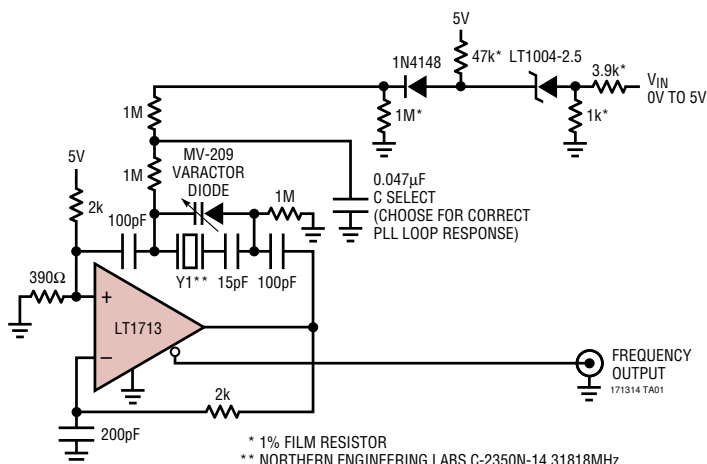 5V
1N4148
47k*
LT1004-2.5
3.9k*
VIN
0V TO 5V
1M
1M*
1k*
MV-209
VARACTOR
DIODE
5V
1M
1M
0.047µF
C SELECT
(CHOOSE FOR CORRECT
PLL LOOP RESPONSE)
2k
100pF
Y1**
15pF
100pF
390Ω
+
LT1713
−
FREQUENCY
OUTPUT
171314 TA01
2k
200pF
* 1% FILM RESISTOR
** NORTHERN ENGINEERING LABS C-2350N-14.31818MHz